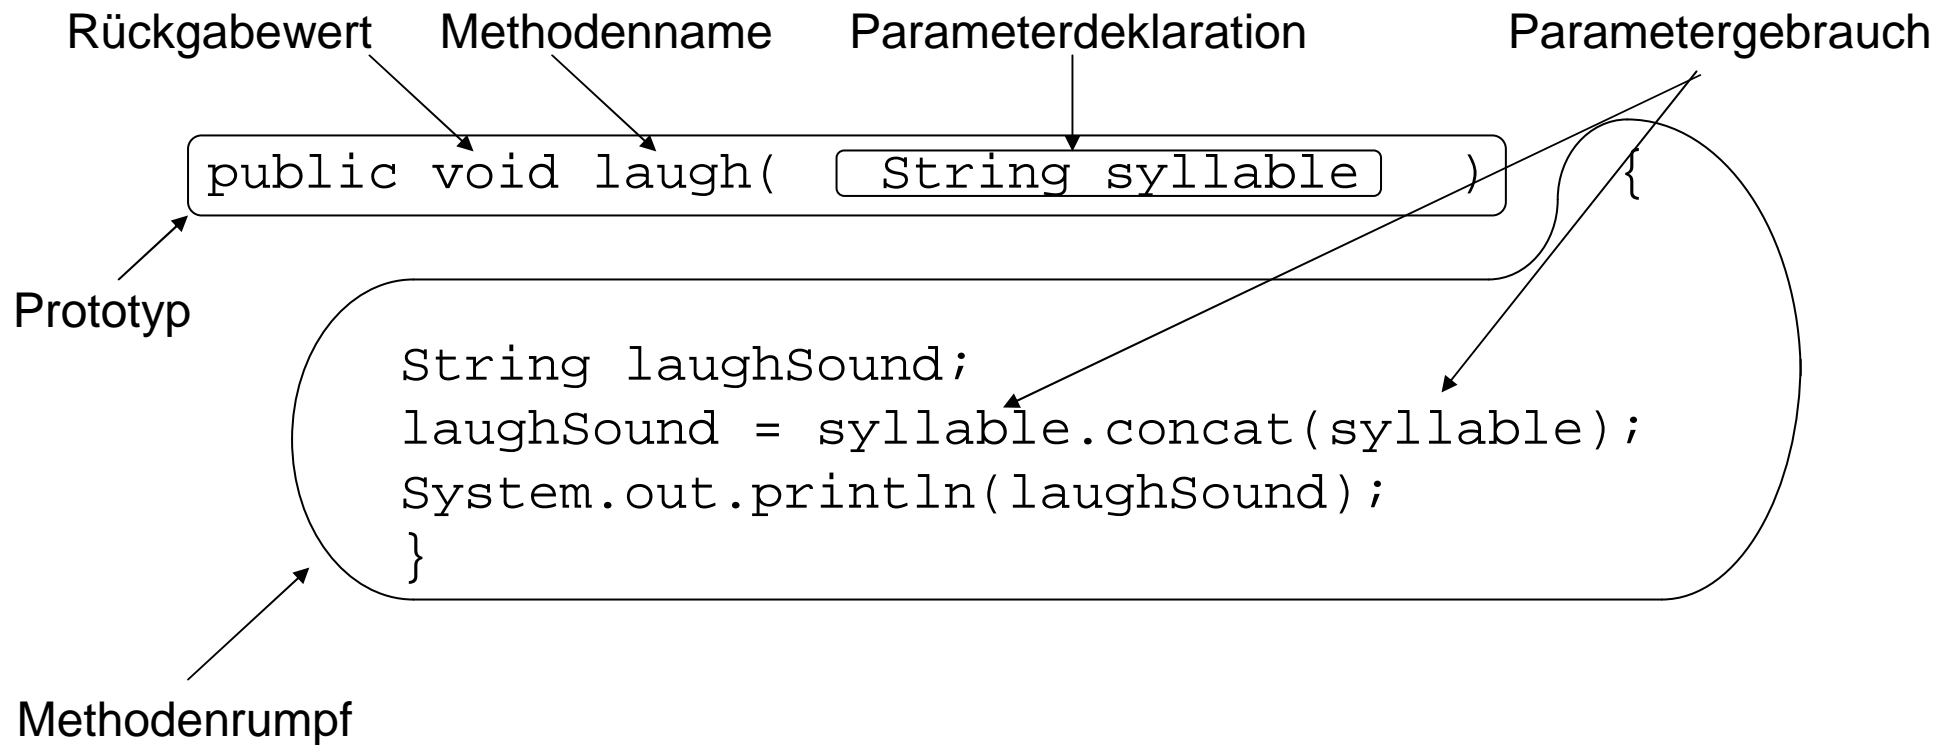 Rückgabewert Methodenname Parameterdeklaration Parametergebrauch
public void laugh( String syllable ) {
Prototyp
String laughSound;
laughSound = syllable.concat(syllable);
System.out.println(laughSound);
}
Methodenrumpf